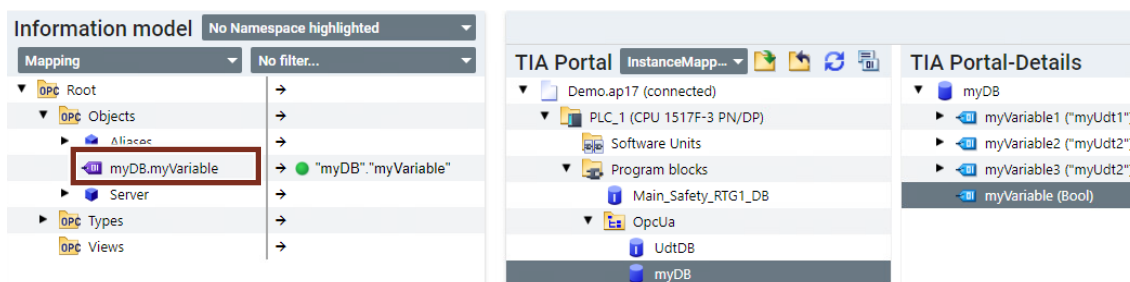 Information model No Namespace highlighted
Mapping No filter...
Root
Objects
Aliases
myDB.myVariable "myDB"."myVariable"
Server
Types
Views
TIA Portal InstanceMapp...
Demo.ap17 (connected)
PLC_1 (CPU 1517F-3 PN/DP)
Software Units
Program blocks
Main_Safety_RTG1_DB
OpcUa
UdtDB
myDB
TIA Portal-Details
myDB
myVariable1 ("myUdt1")
myVariable2 ("myUdt2")
myVariable3 ("myUdt2")
myVariable (Bool)